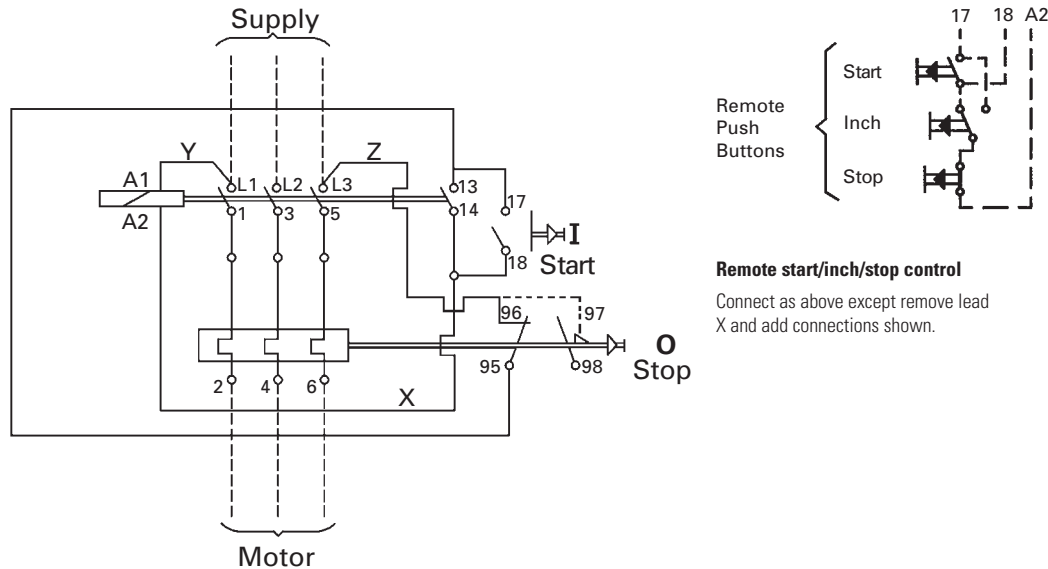 Supply
Y
Z
A1
A2
L1
L2
L3
13
1
3
5
14
17
18
I
Start
96
97
95
98
O
Stop
2
4
6
X
Motor
17
18
A2
Remote
Push
Buttons
Start
Inch
Stop
Remote start/inch/stop control
Connect as above except remove lead
X and add connections shown.